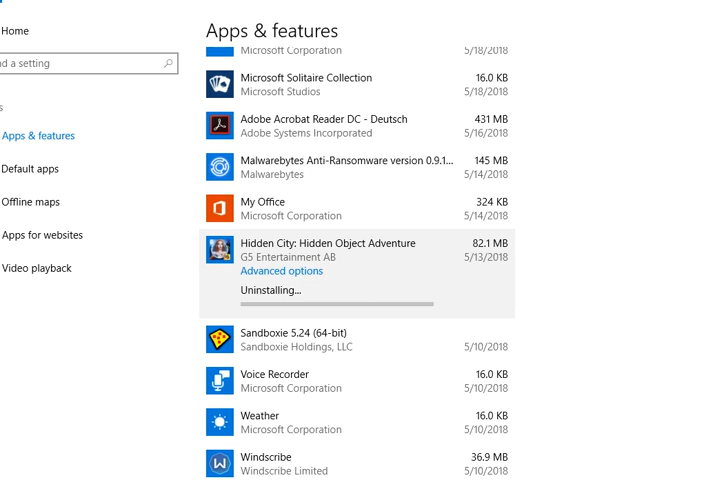 Home
Apps & features
d a setting
s
Apps & features
Default apps
Offline maps
Apps for websites
Video playback
Microsoft Corporation 5/18/2018
Microsoft Solitaire Collection 16.0 KB
Microsoft Studios 5/18/2018
Adobe Acrobat Reader DC - Deutsch 431 MB
Adobe Systems Incorporated 5/16/2018
Malwarebytes Anti-Ransomware version 0.9.1... 145 MB
Malwarebytes 5/14/2018
My Office 324 KB
Microsoft Corporation 5/14/2018
Hidden City: Hidden Object Adventure 82.1 MB
G5 Entertainment AB 5/13/2018
Advanced options
Uninstalling...
Sandboxie 5.24 (64-bit)
Sandboxie Holdings, LLC 5/10/2018
Voice Recorder 16.0 KB
Microsoft Corporation 5/10/2018
Weather 16.0 KB
Microsoft Corporation 5/10/2018
Windscribe 36.9 MB
Windscribe Limited 5/10/2018